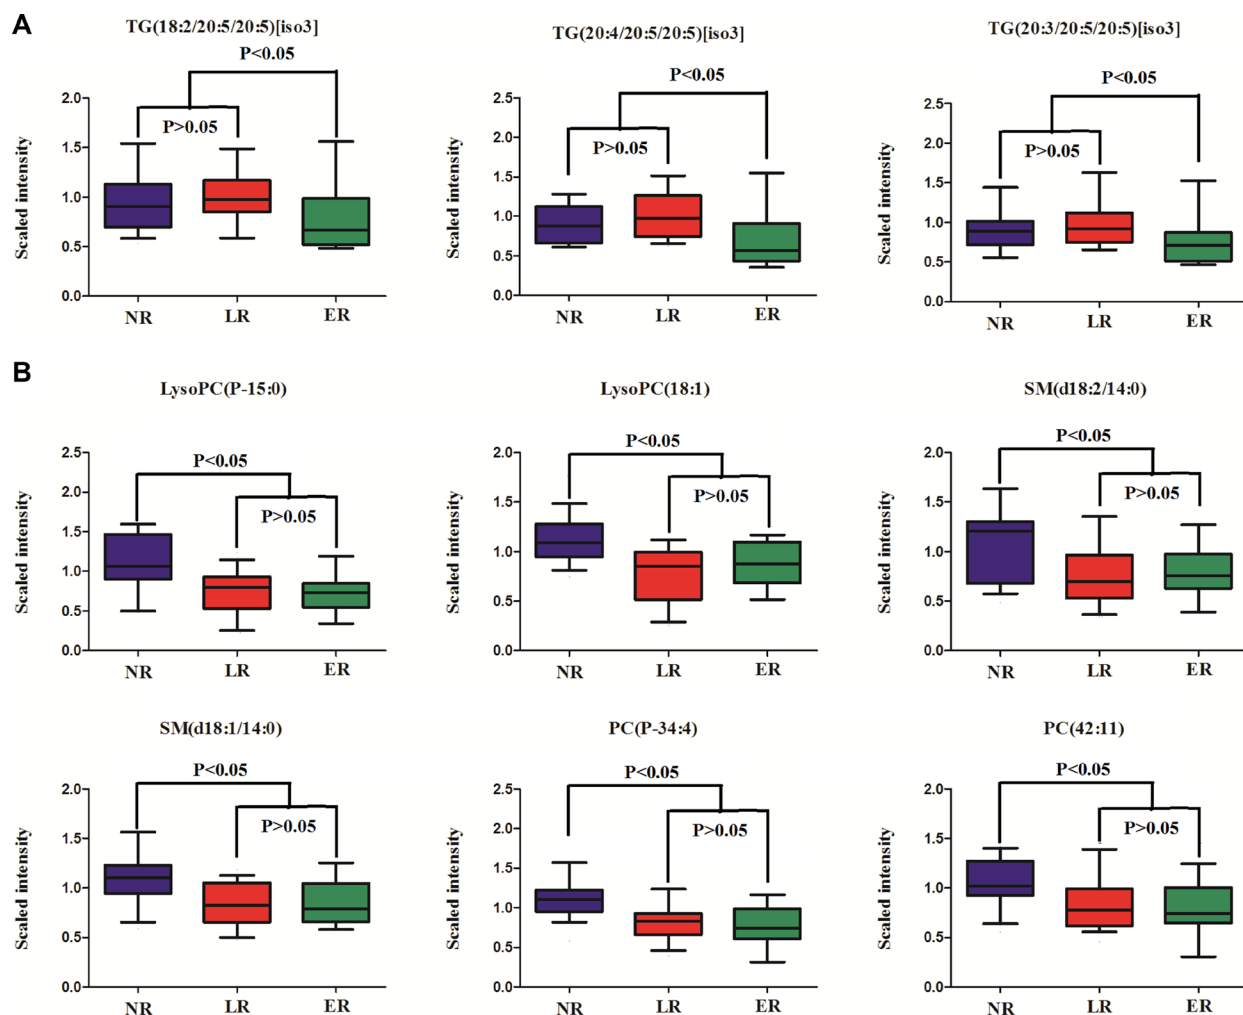 A
TG(18:2/20:5/20:5)[iso3]
P<0.05
P>0.05
Scaled intensity
2.0
1.5
1.0
0.5
0.0
NR LR ER
TG(20:4/20:5/20:5)[iso3]
P<0.05
P>0.05
Scaled intensity
2.5
2.0
1.5
1.0
0.5
0.0
NR LR ER
TG(20:3/20:5/20:5)[iso3]
P<0.05
P>0.05
Scaled intensity
2.5
2.0
1.5
1.0
0.5
0.0
NR LR ER
B
LysoPC(P-15:0)
P<0.05
P>0.05
Scaled intensity
2.5
2.0
1.5
1.0
0.5
0.0
NR LR ER
LysoPC(18:1)
P<0.05
P>0.05
Scaled intensity
2.0
1.5
1.0
0.5
0.0
NR LR ER
SM(d18:2/14:0)
P<0.05
P>0.05
Scaled intensity
2.0
1.5
1.0
0.5
0.0
NR LR ER
SM(d18:1/14:0)
P<0.05
P>0.05
Scaled intensity
2.0
1.5
1.0
0.5
0.0
NR LR ER
PC(P-34:4)
P<0.05
P>0.05
Scaled intensity
2.5
2.0
1.5
1.0
0.5
0.0
NR LR ER
PC(42:11)
P<0.05
P>0.05
Scaled intensity
2.0
1.5
1.0
0.5
0.0
NR LR ER